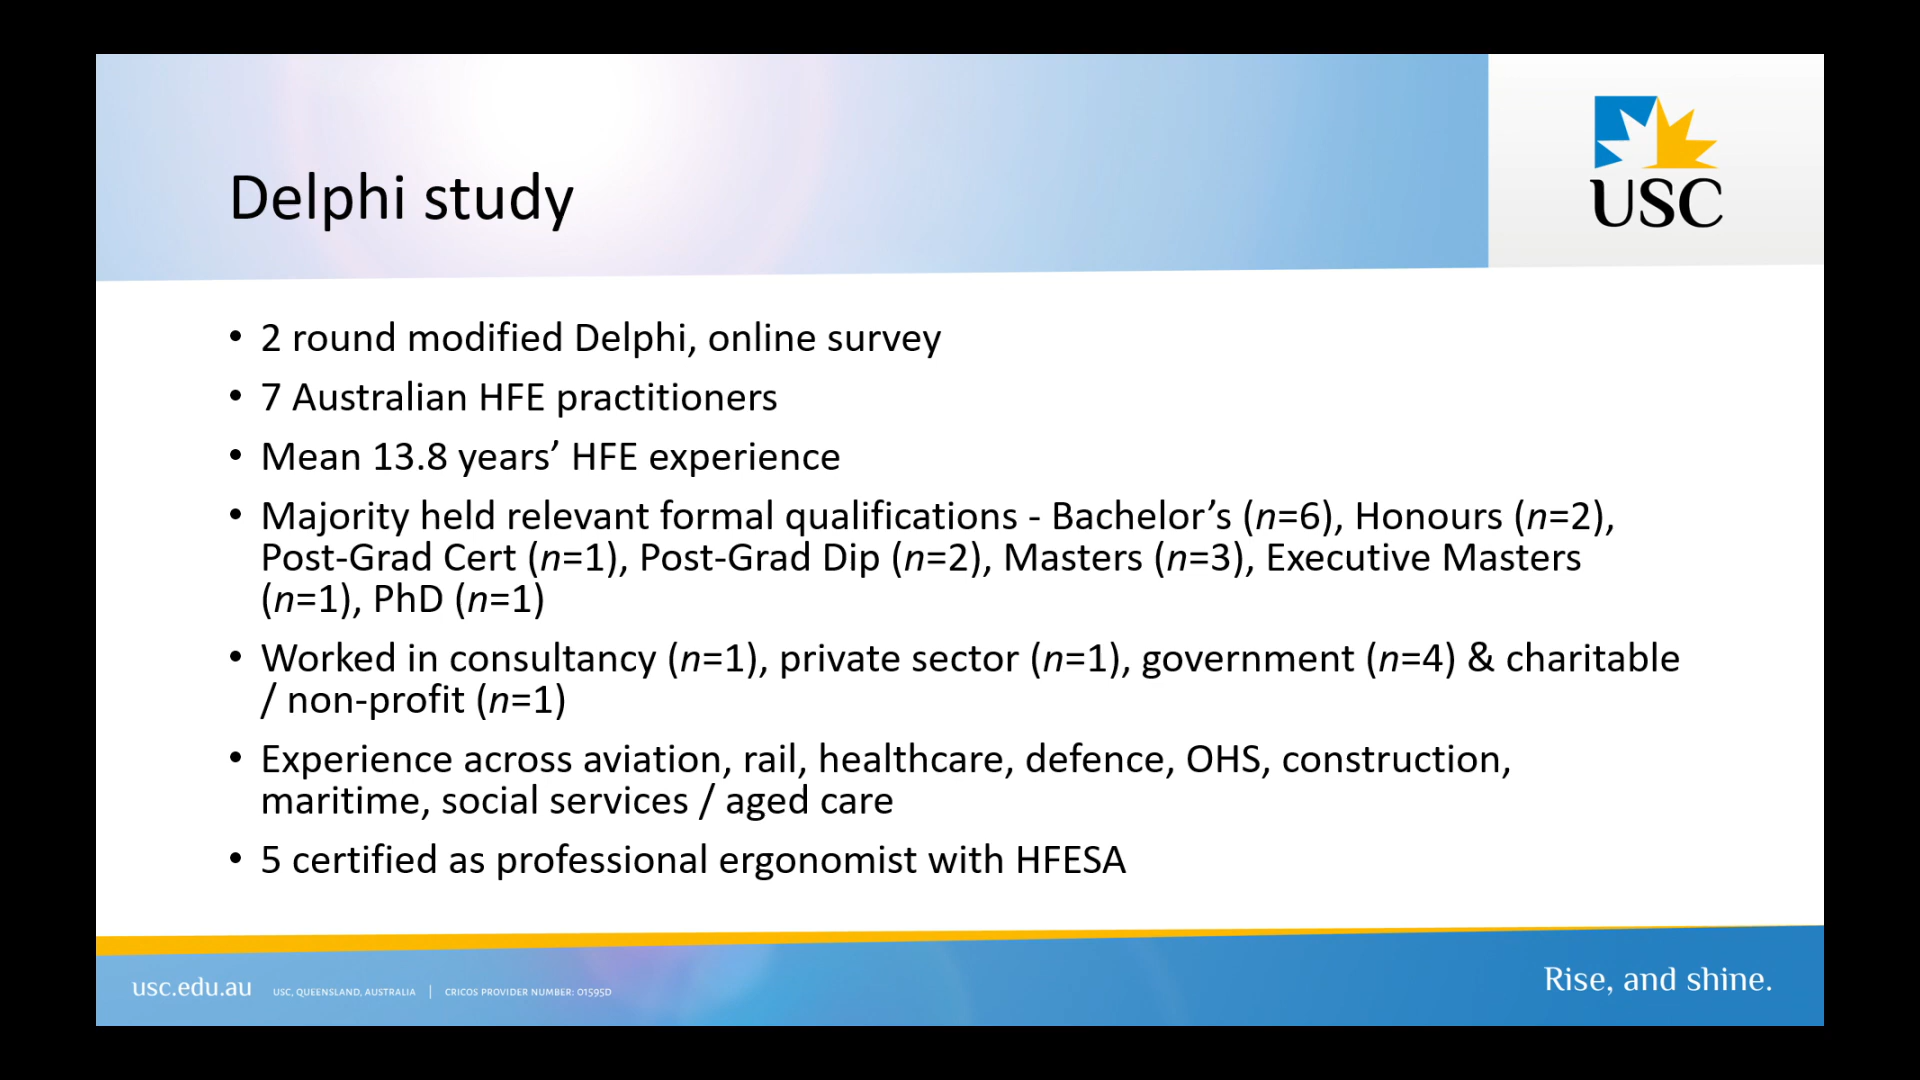 USC
Delphi study
• 2 round modified Delphi, online survey
• 7 Australian HFE practitioners
• Mean 13.8 years’ HFE experience
• Majority held relevant formal qualifications - Bachelor’s (n=6), Honours (n=2),
Post-Grad Cert (n=1), Post-Grad Dip (n=2), Masters (n=3), Executive Masters
(n=1), PhD (n=1)
• Worked in consultancy (n=1), private sector (n=1), government (n=4) & charitable
/ non-profit (n=1)
• Experience across aviation, rail, healthcare, defence, OHS, construction,
maritime, social services / aged care
• 5 certified as professional ergonomist with HFESA
usc.edu.au USC, QUEENSLAND, AUSTRALIA | CRICOS PROVIDER NUMBER: 01595D
Rise, and shine.